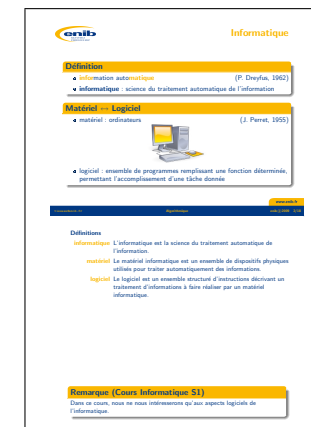 enib
Informatique
Définition
information automatique (P. Dreyfus, 1962)
informatique : science du traitement automatique de l'information
Matériel ↔ Logiciel
matériel : ordinateurs (J. Perret, 1955)
logiciel : ensemble de programmes remplissant une fonction déterminée,
permettant l'accomplissement d'une tâche donnée
www.enib.fr
Algorithmique
Définitions
informatique L'informatique est la science du traitement automatique de
l'information.
matériel Le matériel informatique est un ensemble de dispositifs physiques
utilisés pour traiter automatiquement des informations.
logiciel Le logiciel est un ensemble structuré d'instructions décrivant un
traitement d'informations à faire réaliser par un matériel
informatique.
Remarque (Cours Informatique S1)
Dans ce cours, nous ne nous intéresserons qu'aux aspects logiciels de
l'informatique.